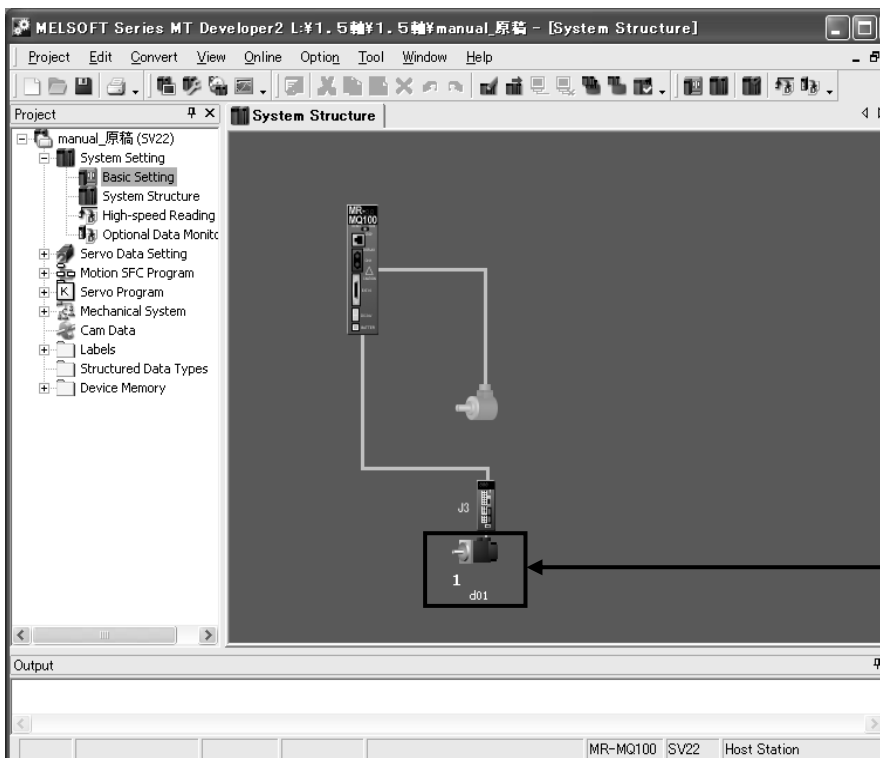 MELSOFT Series MT Developer2 L:¥1.5軸¥1.5軸¥manual_原稿 - [System Structure]
Project Edit Convert View Online Option Tool Window Help
Project
System Structure
manual_原稿 (SV22)
System Setting
Basic Setting
System Structure
High-speed Reading
Optional Data Monito
Servo Data Setting
Motion SFC Program
Servo Program
Mechanical System
Cam Data
Labels
Structured Data Types
Device Memory
MR-
MQ100
J3
1
d01
Output
MR-MQ100 SV22 Host Station